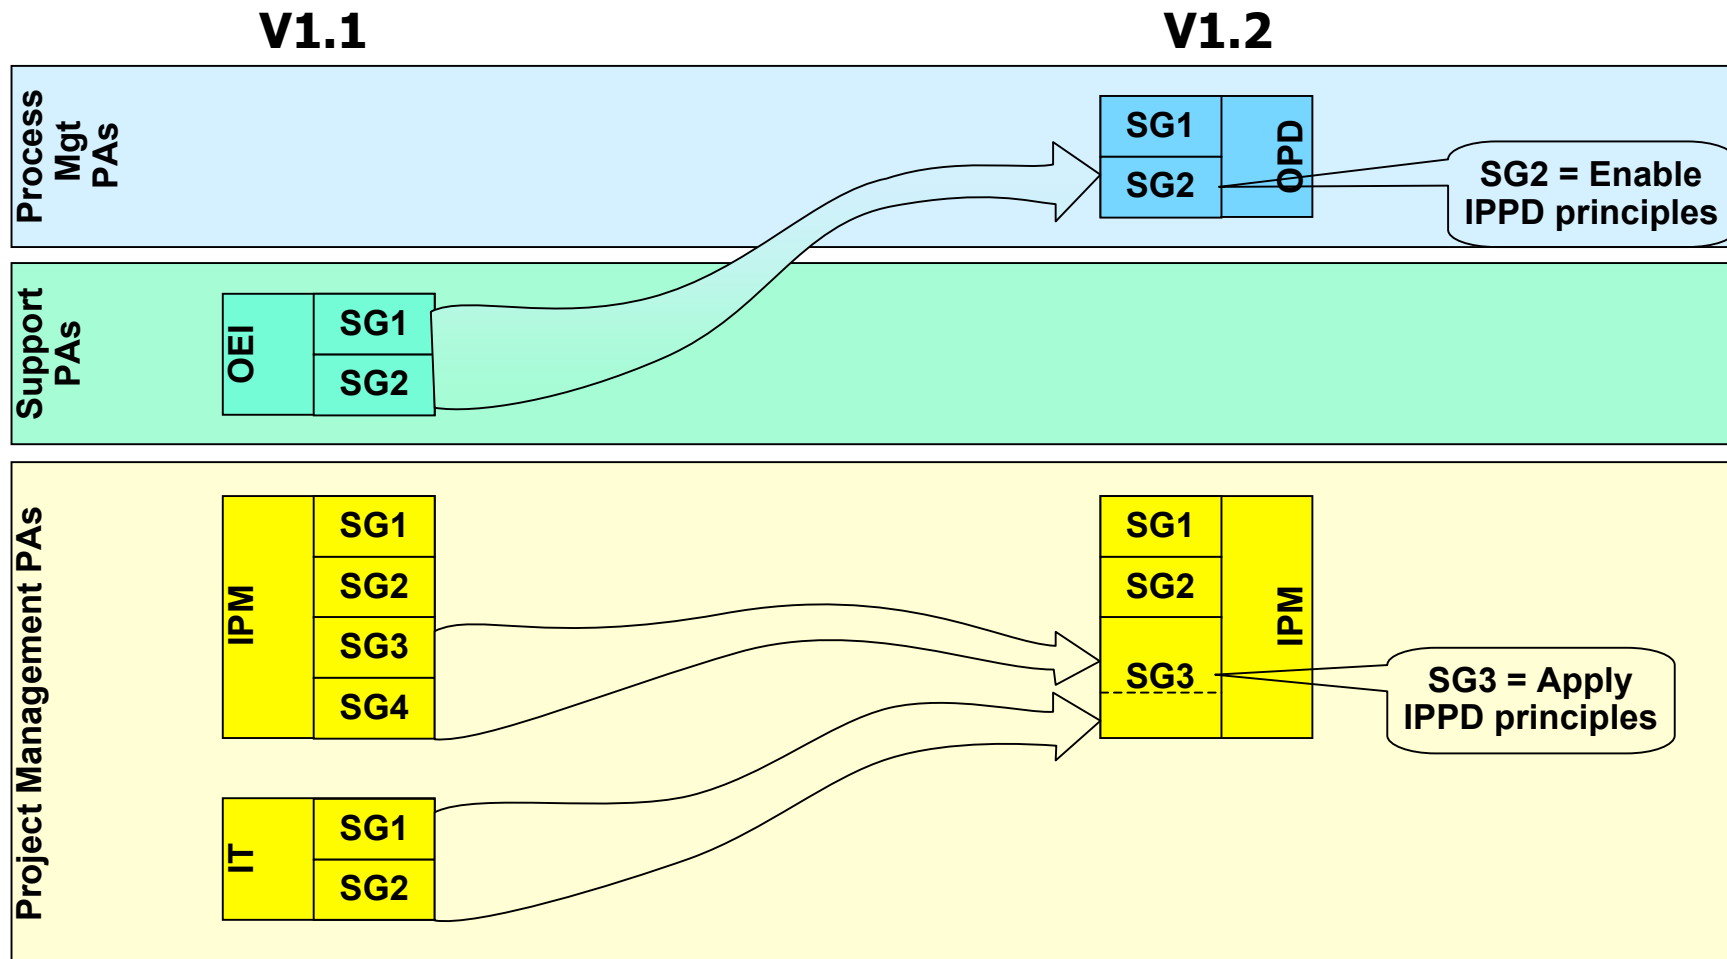 V1.1
V1.2
Process
Mgt
PAs
SG1
SG2
OPD
SG2 = Enable
IPPD principles
Support
PAs
OEI
SG1
SG2
Project Management PAs
IPM
SG1
SG2
SG3
SG4
SG1
SG2
SG3
IPM
SG3 = Apply
IPPD principles
IT
SG1
SG2